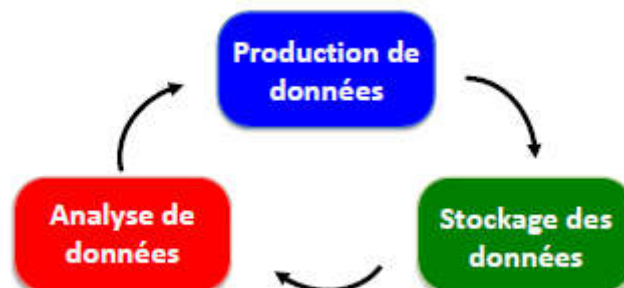 Production de
données
Stockage des
données
Analyse de
données